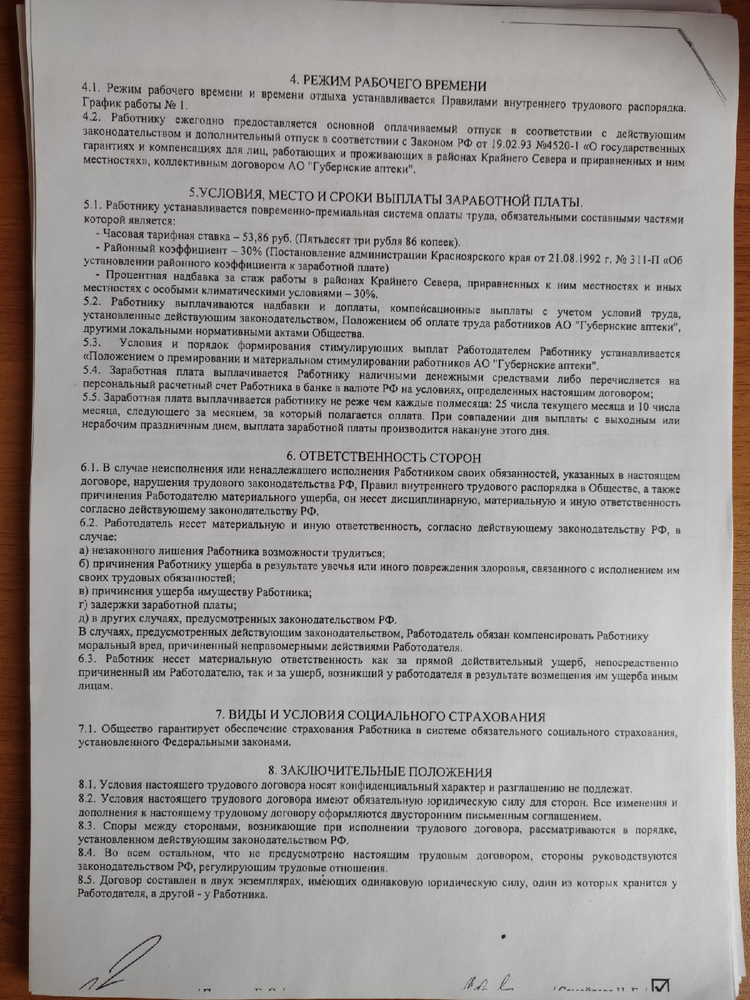 4. РЕЖИМ РАБОЧЕГО ВРЕМЕНИ
4.1. Режим рабочего времени и времени отдыха устанавливается Правилами внутреннего трудового распорядка.
График работы № 1.
4.2. Работнику ежегодно предоставляется основной оплачиваемый отпуск в соответствии с действующим
законодательством и дополнительный отпуск в соответствии с Законом РФ от 19.02.93 №4520-1 «О государственных
гарантиях и компенсациях для лиц, работающих и проживающих в районах Крайнего Севера и приравненных и ним
местностях», коллективным договором АО "Губернские аптеки".
5.УСЛОВИЯ, МЕСТО И СРОКИ ВЫПЛАТЫ ЗАРАБОТНОЙ ПЛАТЫ.
5.1. Работнику устанавливается повременно-премиальная система оплаты труда, обязательными составными частями
которой является:
- Часовая тарифная ставка – 53,86 руб. (Пятьдесят три рубля 86 копеек).
- Районный коэффициент – 30% (Постановление администрации Красноярского края от 21.08.1992 г. № 311-П «Об
установлении районного коэффициента к заработной плате)
- Процентная надбавка за стаж работы в районах Крайнего Севера, приравненных к ним местностях и иных
местностях с особыми климатическими условиями – 30%.
5.2. Работнику выплачиваются надбавки и доплаты, компенсационные выплаты с учетом условий труда,
установленные действующим законодательством, Положением об оплате труда работников АО "Губернские аптеки",
другими локальными нормативными актами Общества.
5.3. Условия и порядок формирования стимулирующих выплат Работодателем Работнику устанавливается
«Положением о премировании и материальном стимулировании работников АО "Губернские аптеки".
5.4. Заработная плата выплачивается Работнику наличными денежными средствами либо перечисляется на
персональный расчетный счет Работника в банке в валюте РФ на условиях, определенных настоящим договором;
5.5. Заработная плата выплачивается работнику не реже чем каждые полмесяца: 25 числа текущего месяца и 10 числа
месяца, следующего за месяцем, за который полагается оплата. При совпадении дня выплаты с выходным или
нерабочим праздничным днем, выплата заработной платы производится накануне этого дня.
6. ОТВЕТСТВЕННОСТЬ СТОРОН
6.1. В случае неисполнения или ненадлежащего исполнения Работником своих обязанностей, указанных в настоящем
договоре, нарушения трудового законодательства РФ, Правил внутреннего трудового распорядка в Обществе, а также
причинения Работодателю материального ущерба, он несет дисциплинарную, материальную и иную ответственность
согласно действующему законодательству РФ.
6.2. Работодатель несет материальную и иную ответственность, согласно действующему законодательству РФ, в
случае:
а) незаконного лишения Работника возможности трудиться;
б) причинения Работнику ущерба в результате увечья или иного повреждения здоровья, связанного с исполнением им
своих трудовых обязанностей;
в) причинения ущерба имуществу Работника;
г) задержки заработной платы;
д) в других случаях, предусмотренных законодательством РФ.
В случаях, предусмотренных действующим законодательством, Работодатель обязан компенсировать Работнику
моральный вред, причиненный неправомерными действиями Работодателя.
6.3. Работник несет материальную ответственность как за прямой действительный ущерб, непосредственно
причиненный им Работодателю, так и за ущерб, возникший у работодателя в результате возмещения им ущерба иным
лицам.
7. ВИДЫ И УСЛОВИЯ СОЦИАЛЬНОГО СТРАХОВАНИЯ
7.1. Общество гарантирует обеспечение страхования Работника в системе обязательного социального страхования,
установленного Федеральными законами.
8. ЗАКЛЮЧИТЕЛЬНЫЕ ПОЛОЖЕНИЯ
8.1. Условия настоящего трудового договора носят конфиденциальный характер и разглашению не подлежат.
8.2. Условия настоящего трудового договора имеют обязательную юридическую силу для сторон. Все изменения и
дополнения к настоящему трудовому договору оформляются двусторонним письменным соглашением.
8.3. Споры между сторонами, возникающие при исполнении трудового договора, рассматриваются в порядке,
установленном действующим законодательством РФ.
8.4. Во всем остальном, что не предусмотрено настоящим трудовым договором, стороны руководствуются
законодательством РФ, регулирующим трудовые отношения.
8.5. Договор составлен в двух экземплярах, имеющих одинаковую юридическую силу, один из которых хранится у
Работодателя, а другой - у Работника.